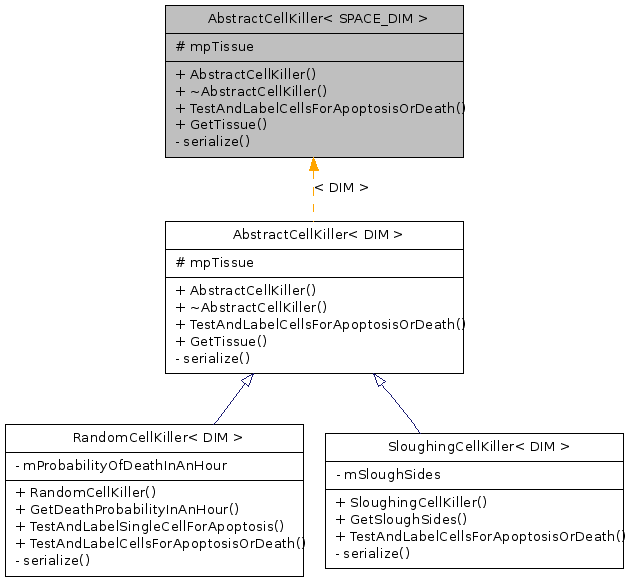 AbstractCellKiller< SPACE_DIM >
# mpTissue
+ AbstractCellKiller()
+ ~AbstractCellKiller()
+ TestAndLabelCellsForApoptosisOrDeath()
+ GetTissue()
- serialize()
< DIM >
AbstractCellKiller< DIM >
# mpTissue
+ AbstractCellKiller()
+ ~AbstractCellKiller()
+ TestAndLabelCellsForApoptosisOrDeath()
+ GetTissue()
- serialize()
RandomCellKiller< DIM >
- mProbabilityOfDeathInAnHour
+ RandomCellKiller()
+ GetDeathProbabilityInAnHour()
+ TestAndLabelSingleCellForApoptosis()
+ TestAndLabelCellsForApoptosisOrDeath()
- serialize()
SloughingCellKiller< DIM >
- mSloughSides
+ SloughingCellKiller()
+ GetSloughSides()
+ TestAndLabelCellsForApoptosisOrDeath()
- serialize()